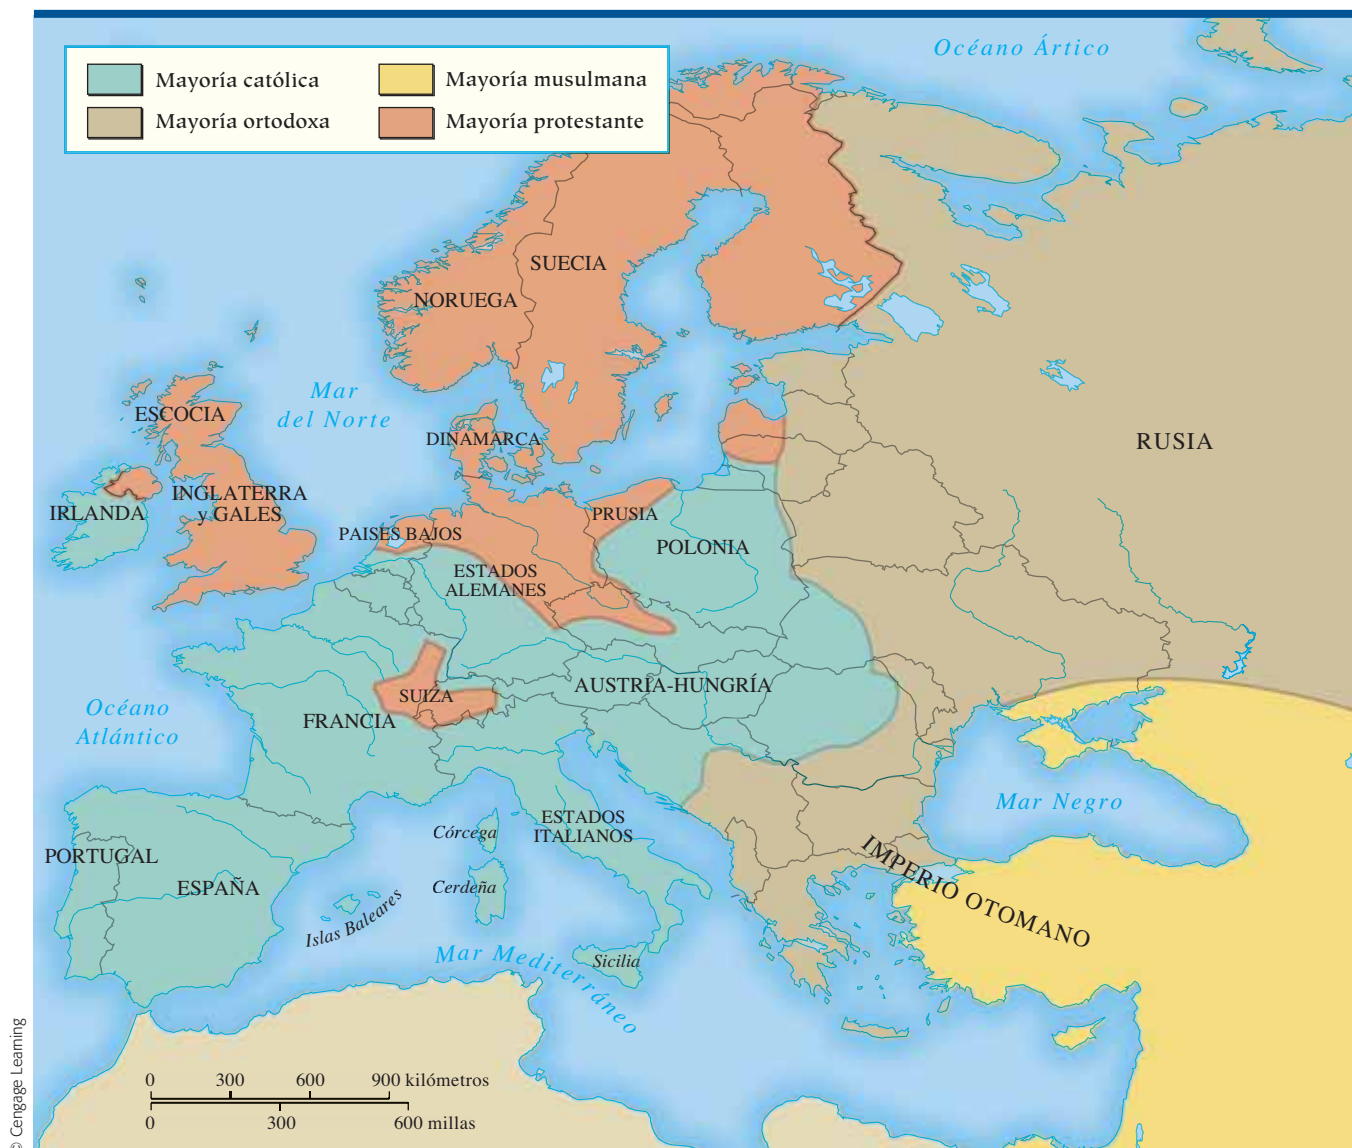 Océano Ártico
Mayoría católica
Mayoría musulmana
Mayoría ortodoxa
Mayoría protestante
SUECIA
NORUEGA
Mar
del Norte
ESCOCIA
DINAMARCA
RUSIA
INGLATERRA
y GALES
IRLANDA
PAISES BAJOS
PRUSIA
POLONIA
ESTADOS
ALEMANES
SUIZA
AUSTRIA-HUNGRÍA
FRANCIA
Océano
Atlántico
Mar Negro
Córcega
ESTADOS
ITALIANOS
PORTUGAL
ESPAÑA
Cerdeña
IMPERIO OTOMANO
Islas Baleares
Mar Mediterráneo
Sicilia
0 300 600 900 kilómetros
0 300 600 millas
© Cengage Learning